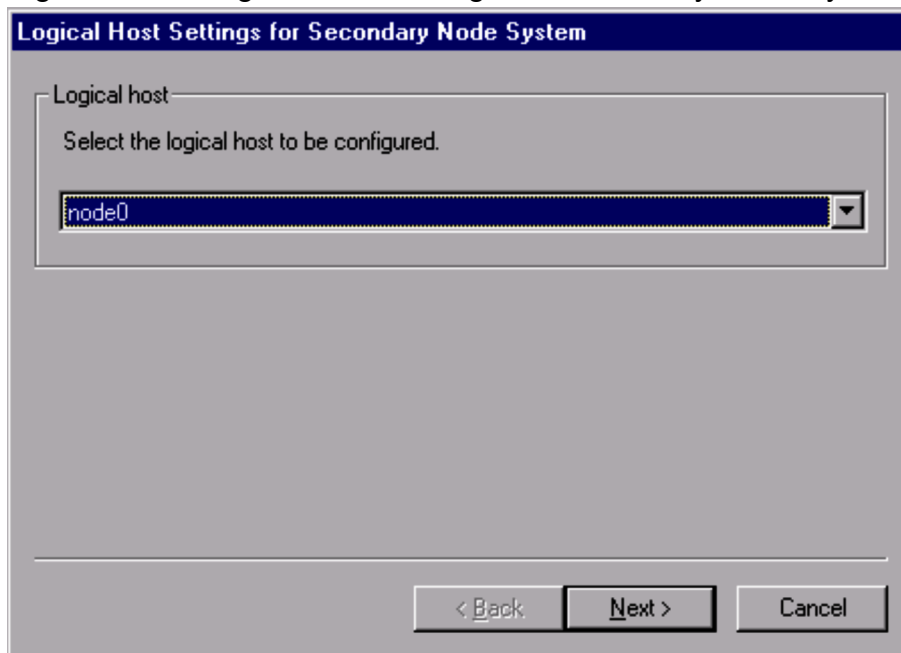 Logical Host Settings for Secondary Node System
Logical host
Select the logical host to be configured.
node0
< Back
Next >
Cancel